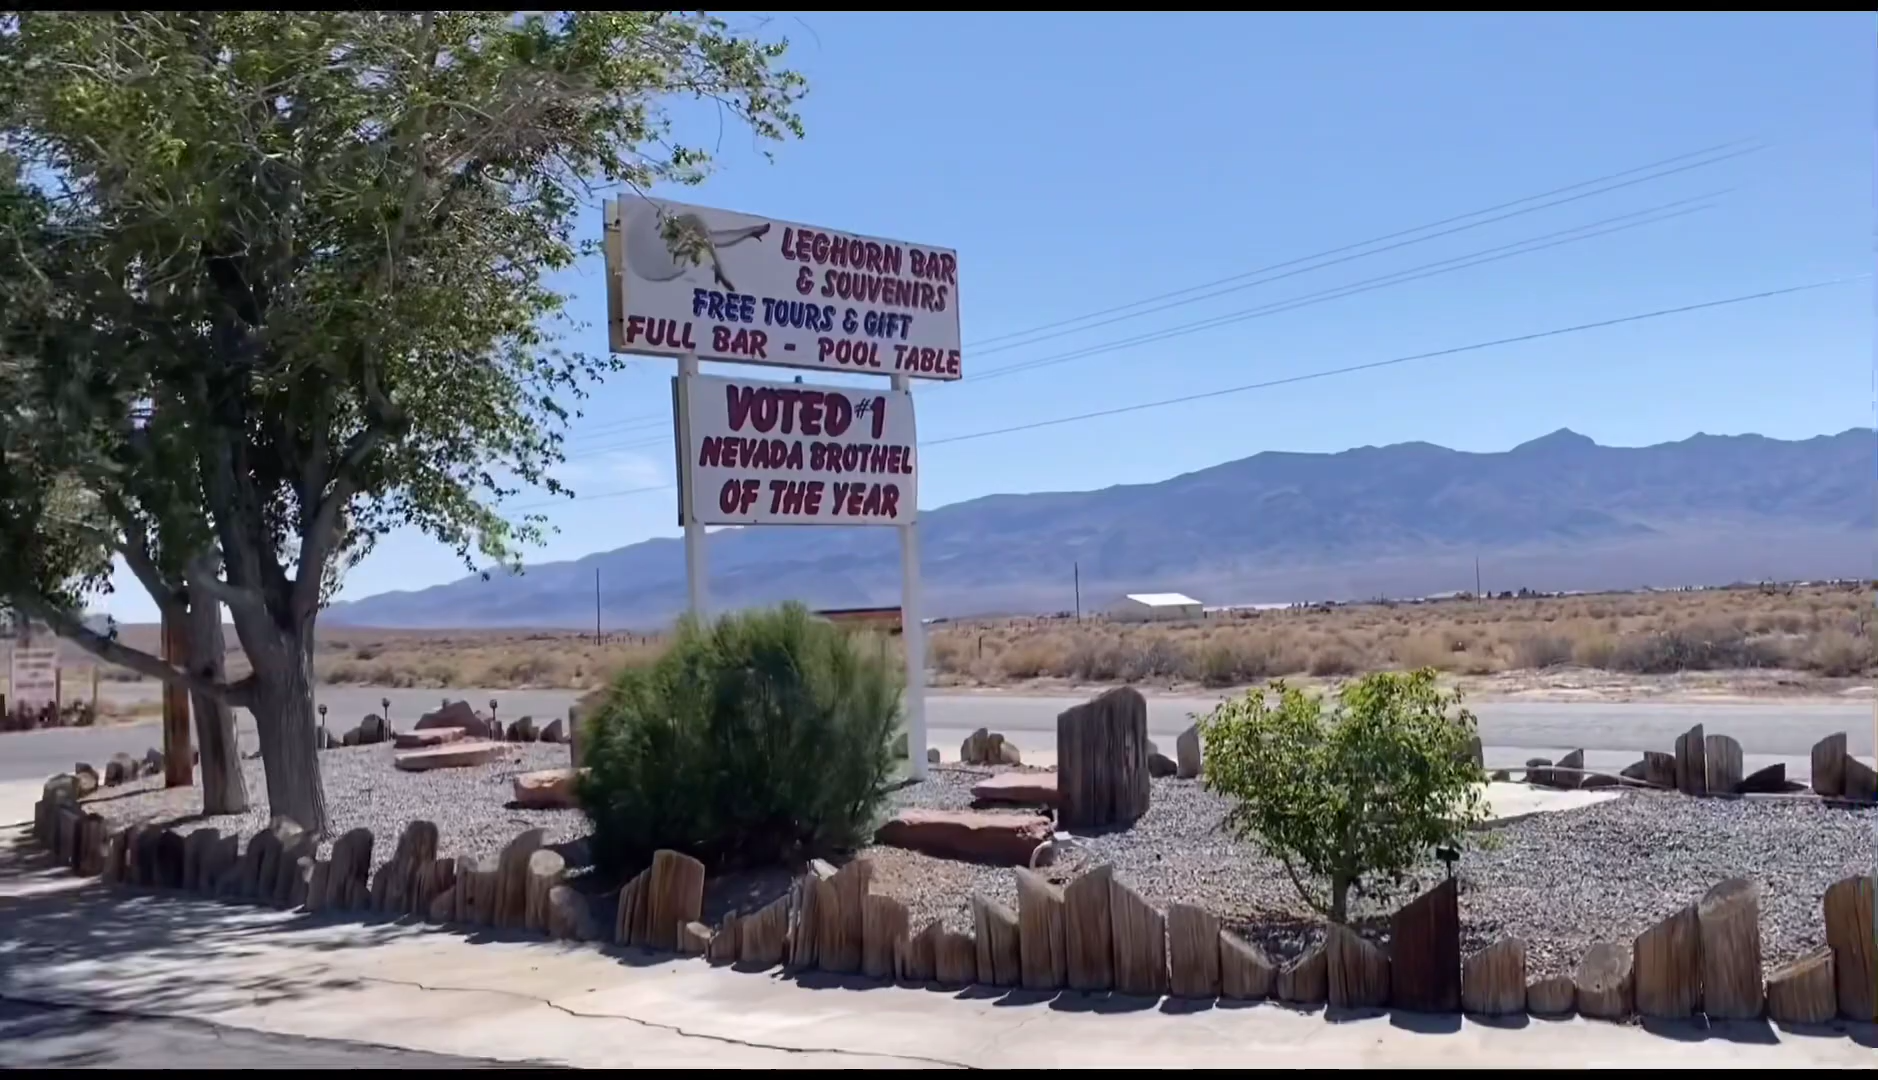 LEGHORN BAR
& SOUVENIRS
FREE TOURS & GIFT
FULL BAR - POOL TABLE
VOTED #1
NEVADA BROTHEL
OF THE YEAR